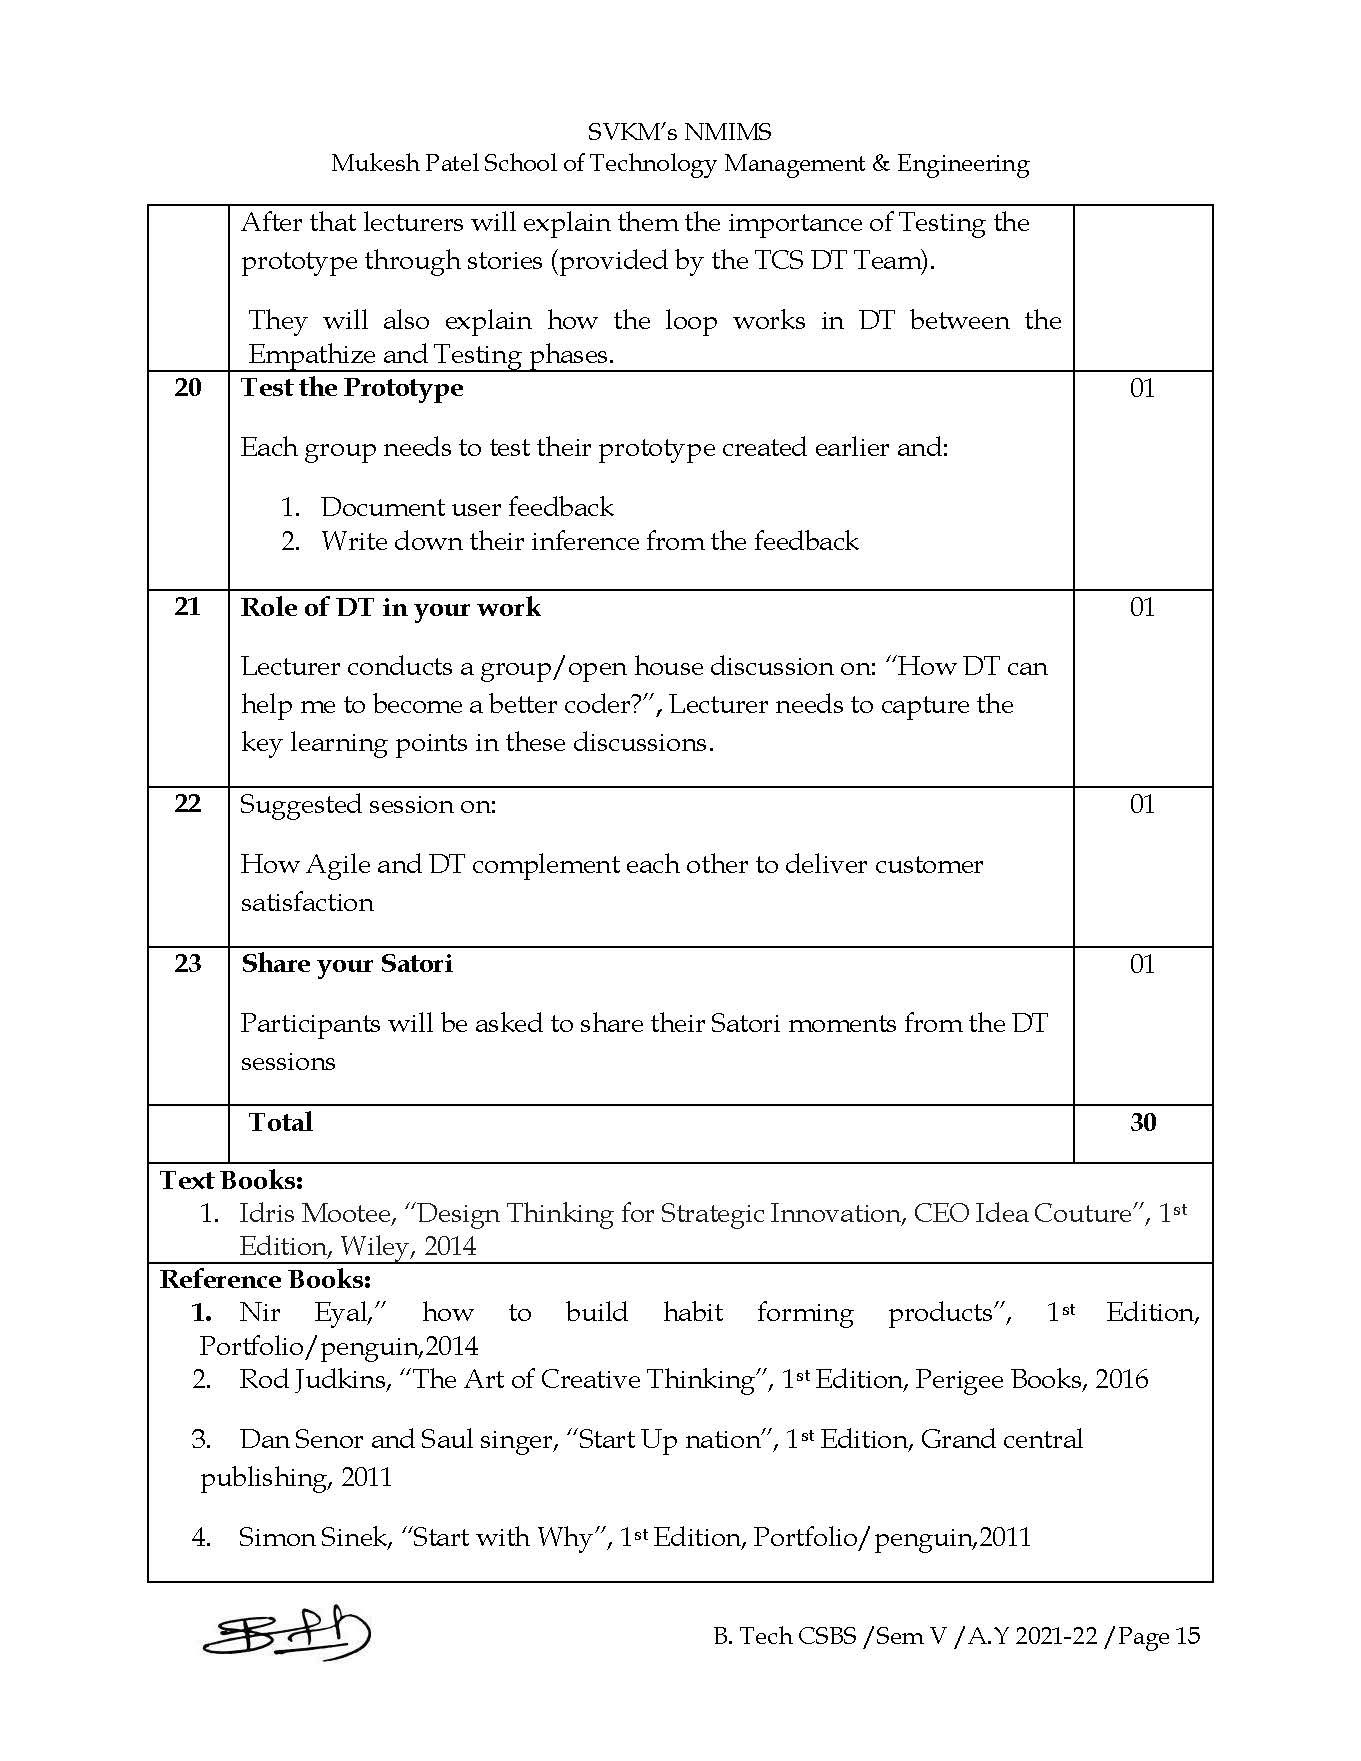 SVKM’s NMIMS
Mukesh Patel School of Technology Management & Engineering
After that lecturers will explain them the importance of Testing the
prototype through stories (provided by the TCS DT Team).
They will also explain how the loop works in DT between the
Empathize and Testing phases.
20 Test the Prototype 01
Each group needs to test their prototype created earlier and:
1. Document user feedback
2. Write down their inference from the feedback
21 Role of DT in your work 01
Lecturer conducts a group/open house discussion on: “How DT can
help me to become a better coder?”, Lecturer needs to capture the
key learning points in these discussions.
22 Suggested session on: 01
How Agile and DT complement each other to deliver customer
satisfaction
23 Share your Satori 01
Participants will be asked to share their Satori moments from the DT
sessions
Total 30
Text Books:
1. Idris Mootee, “Design Thinking for Strategic Innovation, CEO Idea Couture”, 1st
Edition, Wiley, 2014
Reference Books:
1. Nir Eyal,” how to build habit forming products”, 1st Edition,
Portfolio/penguin,2014
2. Rod Judkins, “The Art of Creative Thinking”, 1st Edition, Perigee Books, 2016
3. Dan Senor and Saul singer, “Start Up nation”, 1st Edition, Grand central
publishing, 2011
4. Simon Sinek, “Start with Why”, 1st Edition, Portfolio/penguin,2011
B. Tech CSBS /Sem V /A.Y 2021-22 /Page 15